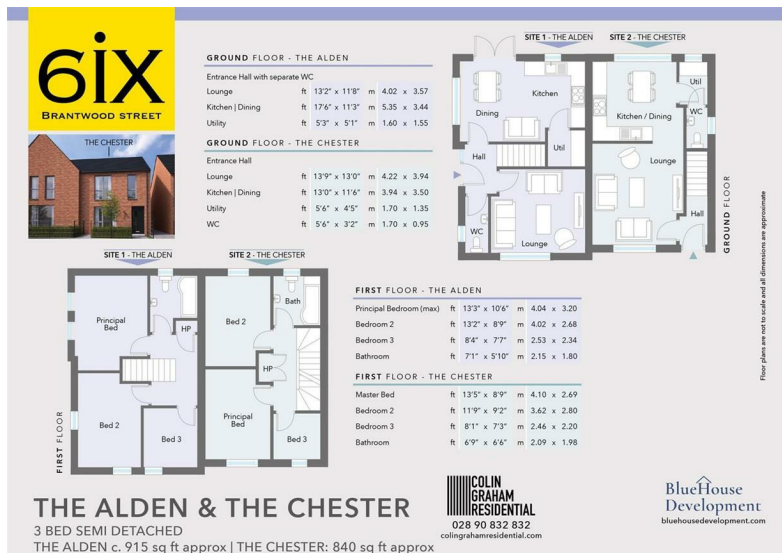 6iX
BRANTWOOD STREET
THE CHESTER
GROUND FLOOR - THE ALDEN
Entrance Hall with separate WC
Lounge ft 13'2" x 11'8" m 4.02 x 3.57
Kitchen | Dining ft 17'6" x 11'3" m 5.35 x 3.44
Utility ft 5'3" x 5'1" m 1.60 x 1.55
GROUND FLOOR - THE CHESTER
Entrance Hall
Lounge ft 13'9" x 13'0" m 4.22 x 3.94
Kitchen | Dining ft 13'0" x 11'6" m 3.94 x 3.50
Utility ft 5'6" x 4'5" m 1.70 x 1.35
WC ft 5'6" x 3'2" m 1.70 x 0.95
SITE 1 - THE ALDEN
SITE 2 - THE CHESTER
Kitchen
Dining
Hall
Util
WC
Lounge
Util
WC
Kitchen / Dining
Lounge
Hall
GROUND FLOOR
Floor plans are not to scale and all dimensions are approximate
SITE 1 - THE ALDEN
SITE 2 - THE CHESTER
Principal
Bed
HP
Bed 2
Bed 3
Bed 2
Bath
HP
Principal
Bed
Bed 3
FIRST FLOOR
FIRST FLOOR - THE ALDEN
Principal Bedroom (max) ft 13'3" x 10'6" m 4.04 x 3.20
Bedroom 2 ft 13'2" x 8'9" m 4.02 x 2.68
Bedroom 3 ft 8'4" x 7'7" m 2.53 x 2.34
Bathroom ft 7'1" x 5'10" m 2.15 x 1.80
FIRST FLOOR - THE CHESTER
Master Bed ft 13'5" x 8'9" m 4.10 x 2.69
Bedroom 2 ft 11'9" x 9'2" m 3.62 x 2.80
Bedroom 3 ft 8'1" x 7'3" m 2.46 x 2.20
Bathroom ft 6'9" x 6'6" m 2.09 x 1.98
THE ALDEN & THE CHESTER
3 BED SEMI DETACHED
THE ALDEN c. 915 sq ft approx | THE CHESTER: 840 sq ft approx
COLIN
GRAHAM
RESIDENTIAL
028 90 832 832
colingrahamresidential.com
BlueHouse
Development
bluehousedevelopment.com